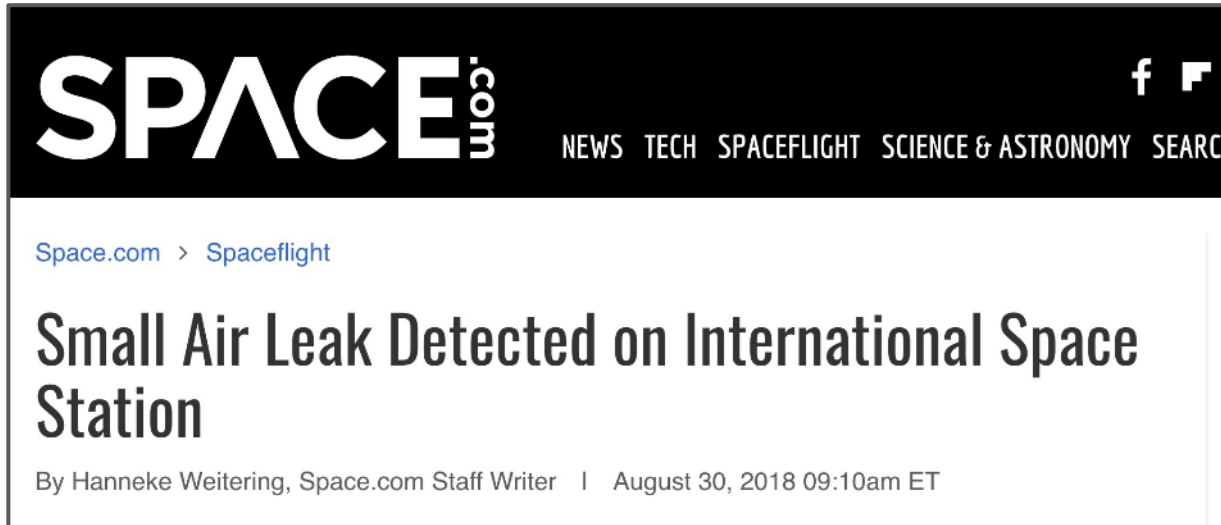 SPACE.com
NEWS TECH SPACEFLIGHT SCIENCE & ASTRONOMY SEARC
Space.com > Spaceflight
Small Air Leak Detected on International Space
Station
By Hanneke Weitering, Space.com Staff Writer | August 30, 2018 09:10am ET